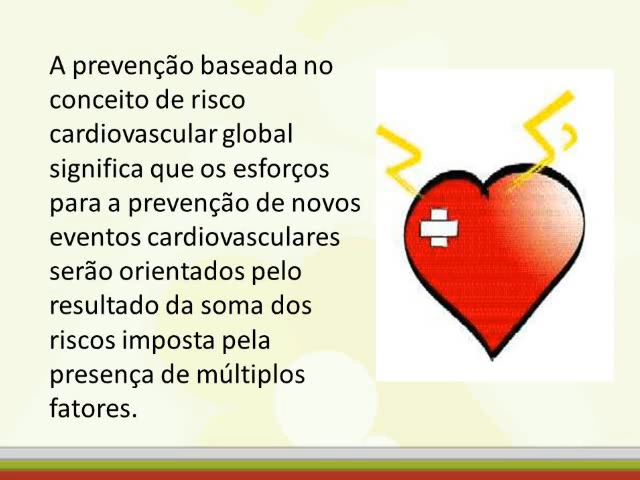 A prevenção baseada no
conceito de risco
cardiovascular global
significa que os esforços
para a prevenção de novos
eventos cardiovasculares
serão orientados pelo
resultado da soma dos
riscos imposta pela
presença de múltiplos
fatores.